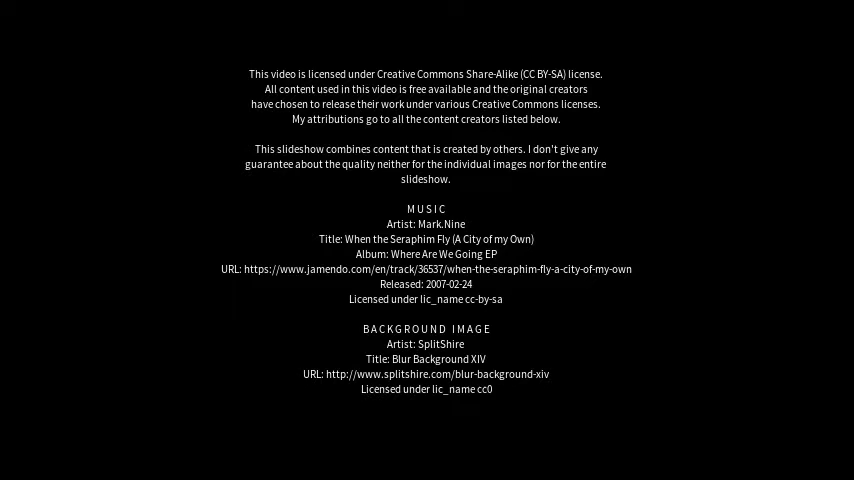 This video is licensed under Creative Commons Share-Alike (CC BY-SA) license.
All content used in this video is free available and the original creators
have chosen to release their work under various Creative Commons licenses.
My attributions go to all the content creators listed below.
This slideshow combines content that is created by others. I don't give any
guarantee about the quality neither for the individual images nor for the entire
slideshow.
MUSIC
Artist: Mark.Nine
Title: When the Seraphim Fly (A City of my Own)
Album: Where Are We Going EP
URL: https://www.jamendo.com/en/track/36537/when-the-seraphim-fly-a-city-of-my-own
Released: 2007-02-24
Licensed under lic_name cc-by-sa
BACKGROUND IMAGE
Artist: SplitShire
Title: Blur Background XIV
URL: http://www.splitshire.com/blur-background-xiv
Licensed under lic_name cc0